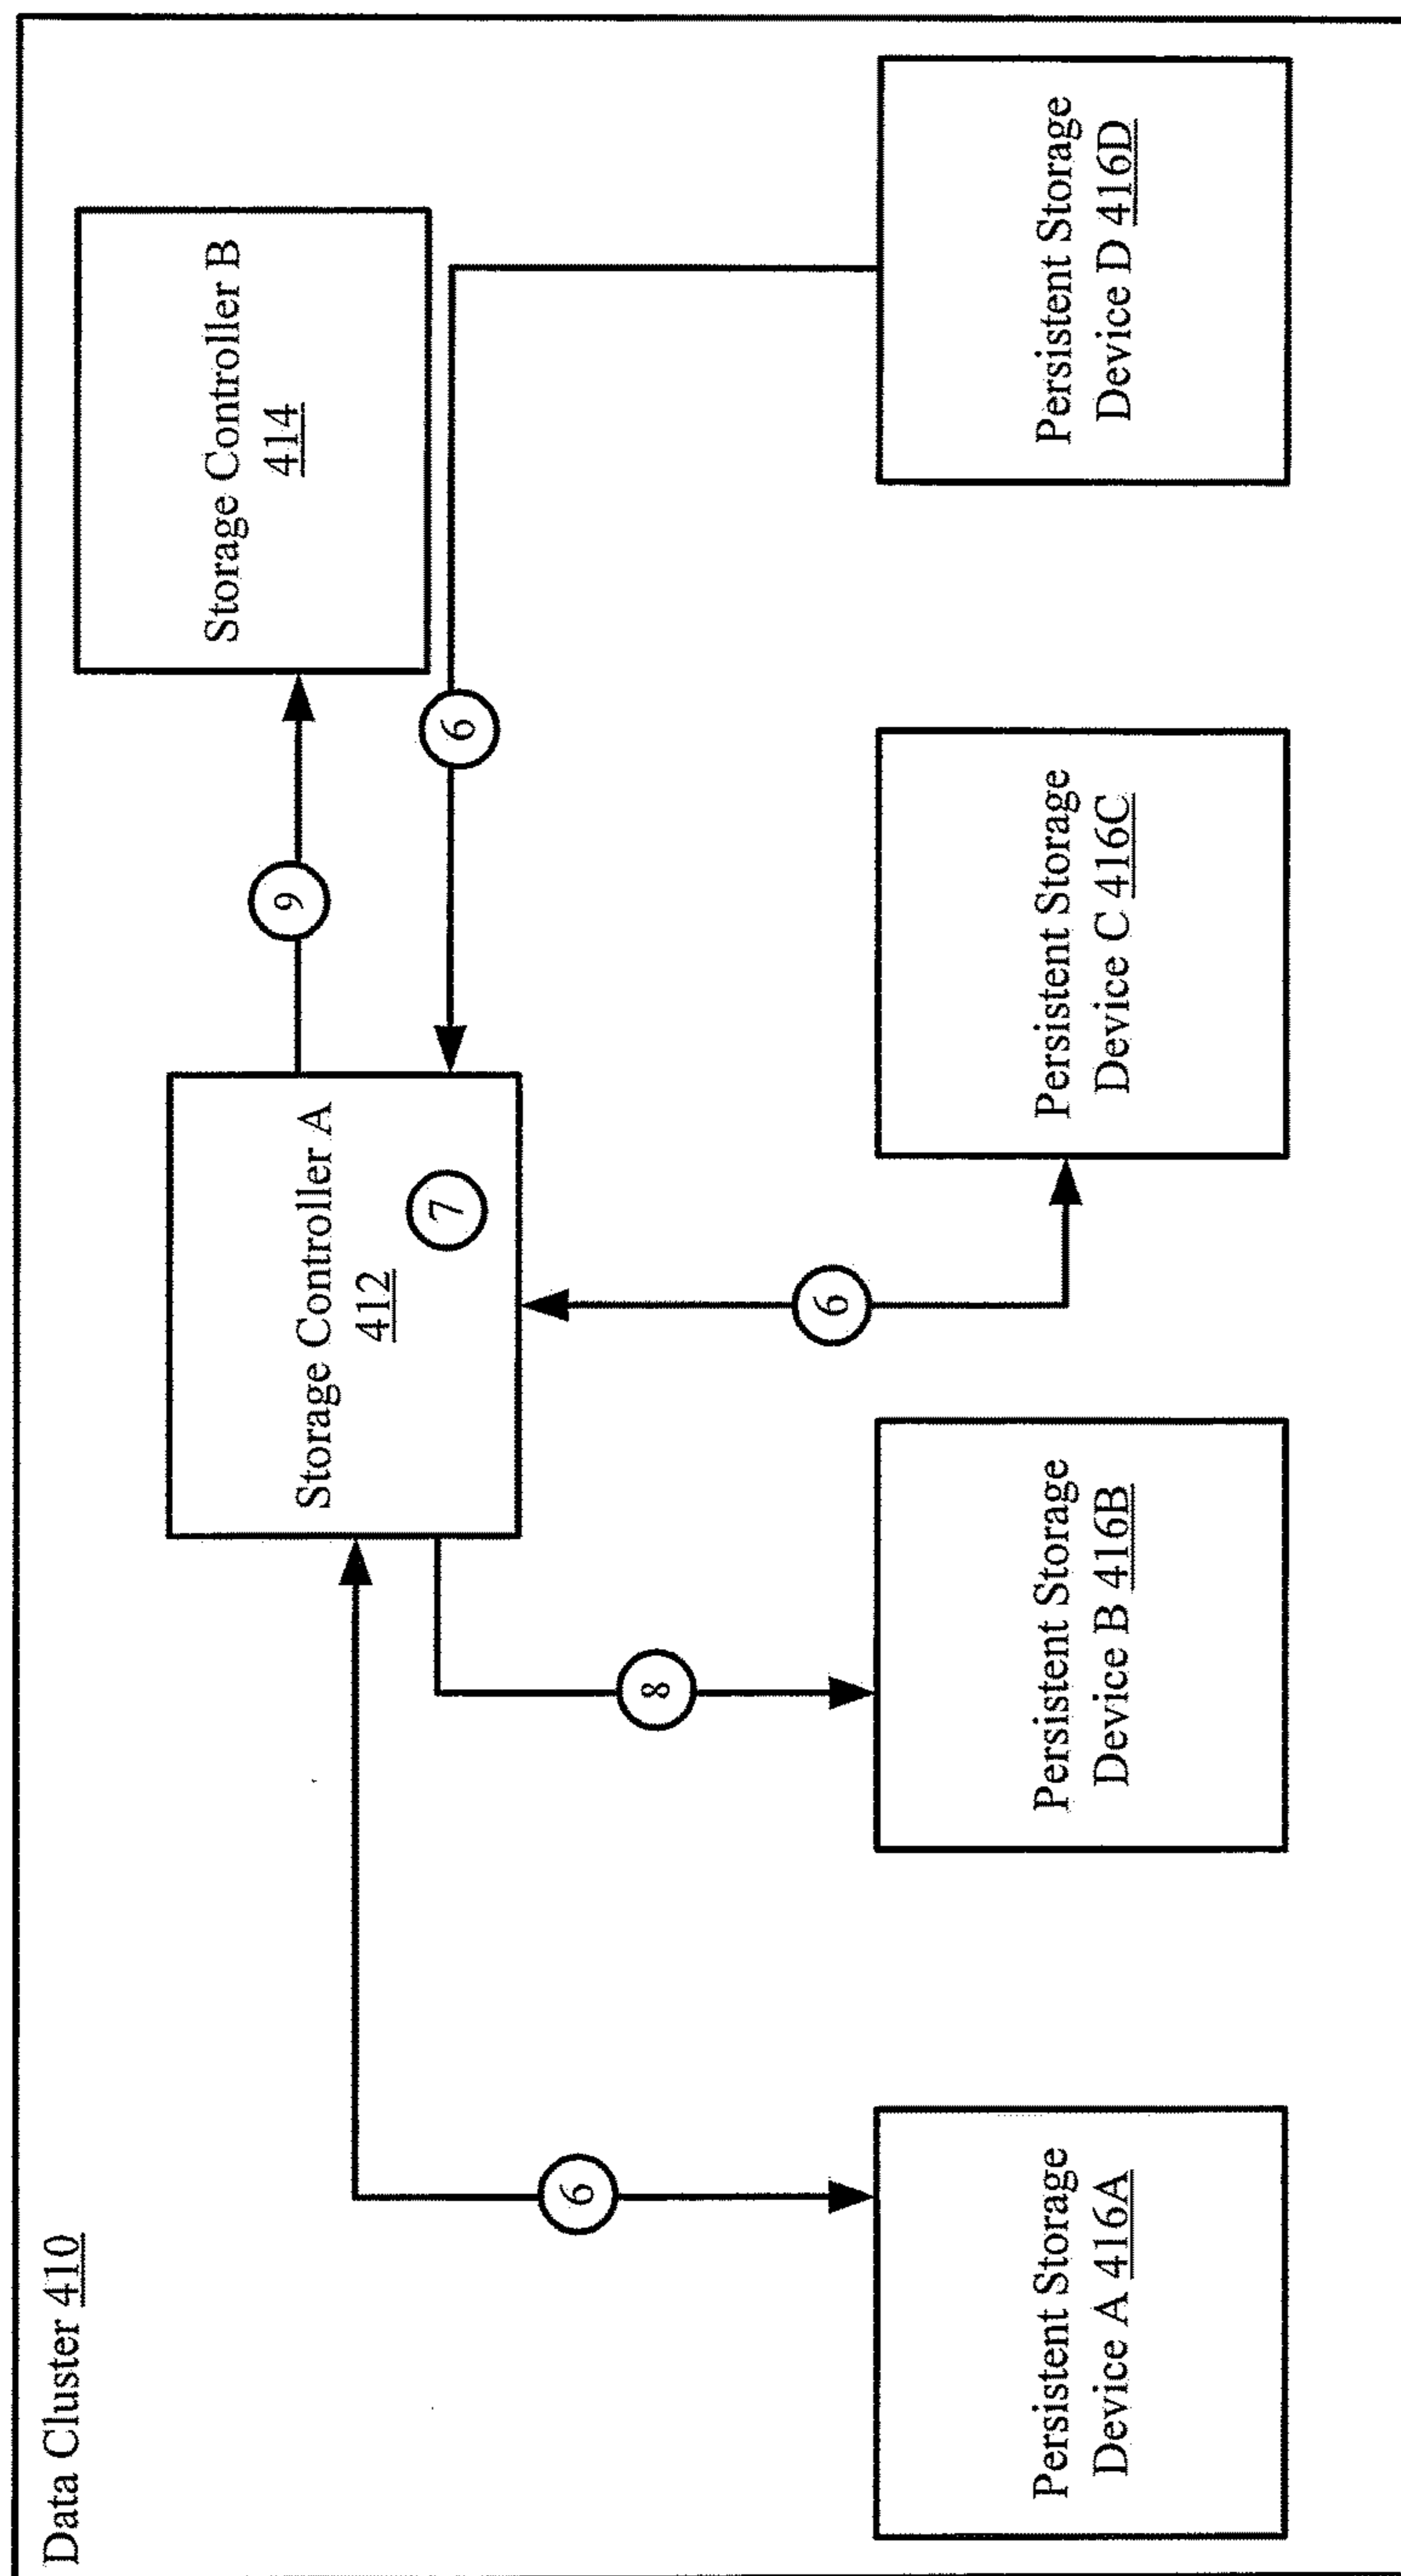 Data Cluster 410
Storage Controller A
412
7
Storage Controller B
414
9
6
6
8
6
Persistent Storage
Device A 416A
Persistent Storage
Device B 416B
Persistent Storage
Device C 416C
Persistent Storage
Device D 416D